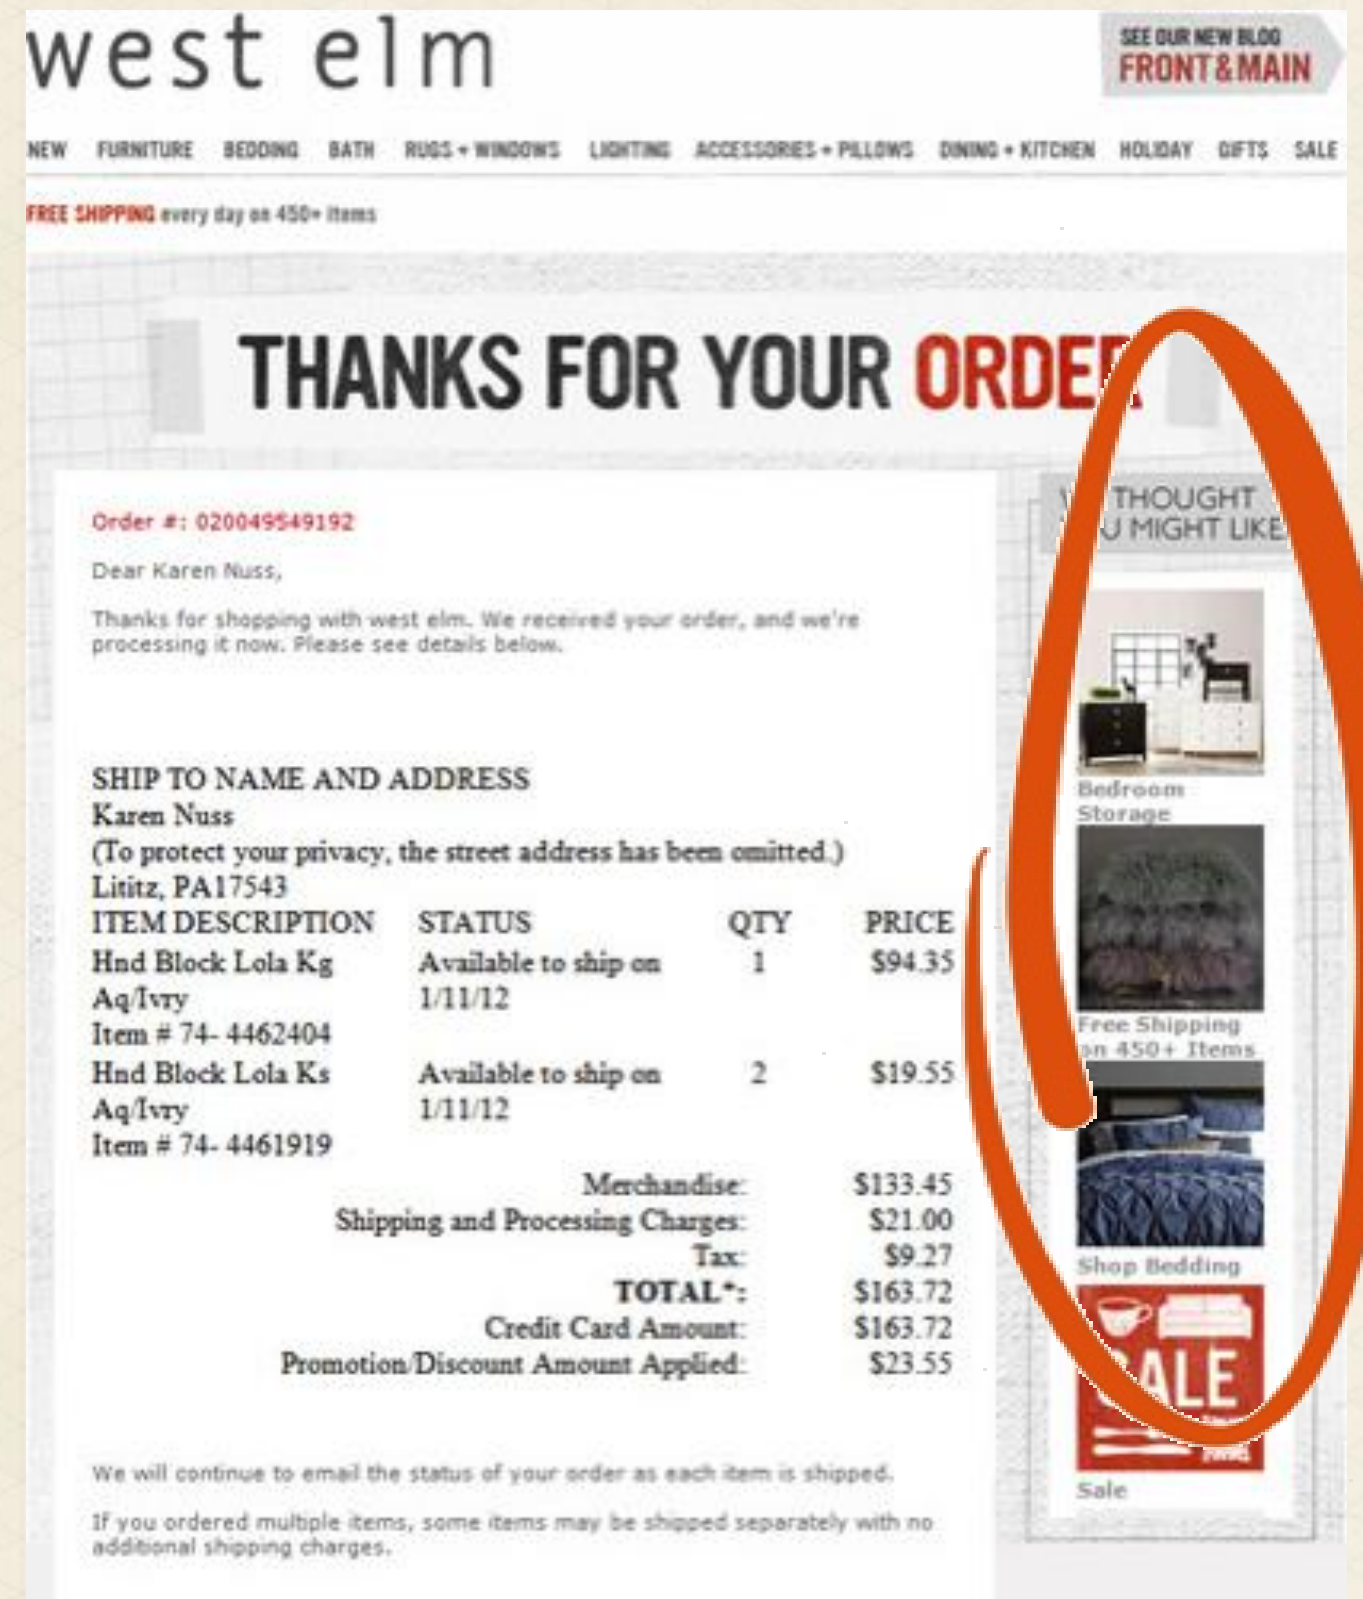 west elm
SEE OUR NEW BLOG
FRONT & MAIN
NEW FURNITURE BEDDING BATH RUGS + WINDOWS LIGHTING ACCESSORIES + PILLOWS DINING + KITCHEN HOLIDAY GIFTS SALE
FREE SHIPPING every day on 450+ items
THANKS FOR YOUR ORDER
Order #: 020049549192
Dear Karen Nuss,
Thanks for shopping with west elm. We received your order, and we're
processing it now. Please see details below.
SHIP TO NAME AND ADDRESS
Karen Nuss
(To protect your privacy, the street address has been omitted.)
Lititz, PA17543
ITEM DESCRIPTION STATUS QTY PRICE
Hnd Block Lola Kg Available to ship on 1 $94.35
Aq/Ivry 1/11/12
Item # 74- 4462404
Hnd Block Lola Ks Available to ship on 2 $19.55
Aq/Ivry 1/11/12
Item # 74- 4461919
Merchandise: $133.45
Shipping and Processing Charges: $21.00
Tax: $9.27
TOTAL*: $163.72
Credit Card Amount: $163.72
Promotion/Discount Amount Applied: $23.55
We will continue to email the status of your order as each item is shipped.
If you ordered multiple items, some items may be shipped separately with no
additional shipping charges.
THOUGHT
MIGHT LIKE
Bedroom
Storage
Free Shipping
on 450+ Items
Shop Bedding
SALE
Sale